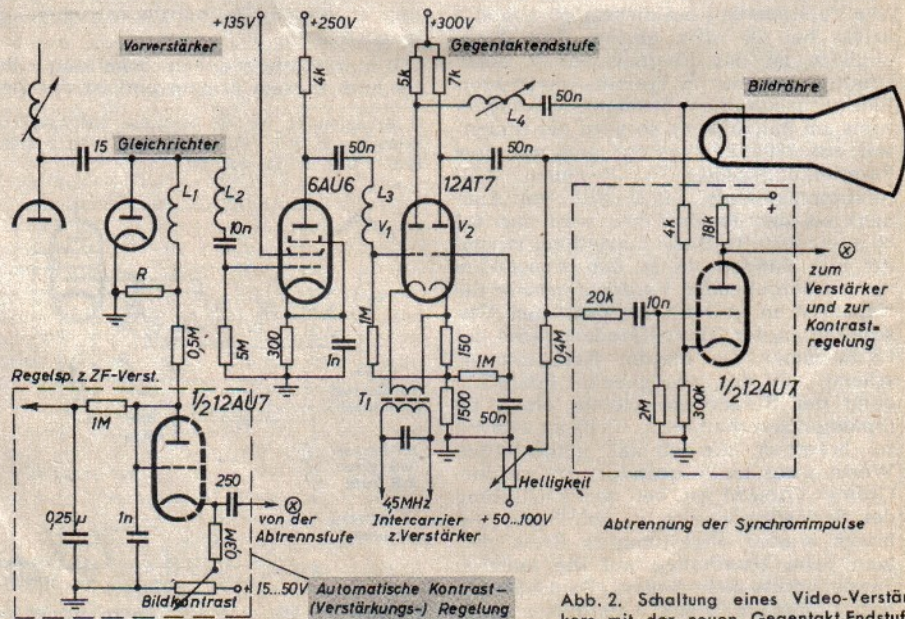 +135V
+250V
+300V
Vorverstärker
Gegentaktendstufe
Bildröhre
4k
5k
7k
50n
L4
15
Gleichrichter
50n
50n
L1
L2
6AU6
L3
12AT7
V1
V2
10n
4k
18k
+
R
20k
10n
zum
Verstärker
und zur
Kontrast=
regelung
0,5M
5M
300
1n
1M
150
1M
0,4M
Regelsp. z. ZF-Verst.
1/2 12AU7
T1
1500
50n
2M
300k
1/2 12AU7
1M
Helligkeit
250
4,5MHz
Intercarrier
z.Verstärker
+50...100V
0,25µ
1n
von der
Abtrennstufe
0,3M
Abtrennung der Synchronimpulse
Bildkontrast
+15...50V
Automatische Kontrast-
(Verstärkungs-) Regelung
Abb. 2. Schaltung eines Video-Verstär-
kers mit der neuen Gegentakt-Endstuf